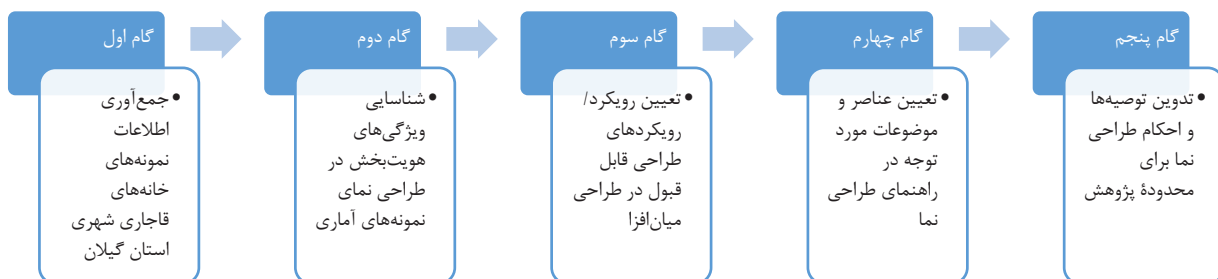 گام اول
• جمع‌آوری
اطلاعات
نمونه‌های
خانه‌های
قاجاری شهری
استان گیلان
گام دوم
• شناسایی
ویژگی‌های
هویت‌بخش در
طراحی نمای
نمونه‌های آماری
گام سوم
• تعیین رویکرد/
رویکردهای
طراحی قابل
قبول در طراحی
میان‌افزا
گام چهارم
• تعیین عناصر و
موضوعات مورد
توجه در
راهنمای طراحی
نما
گام پنجم
• تدوین توصیه‌ها
و احکام طراحی
نما برای
محدودهٔ پژوهش